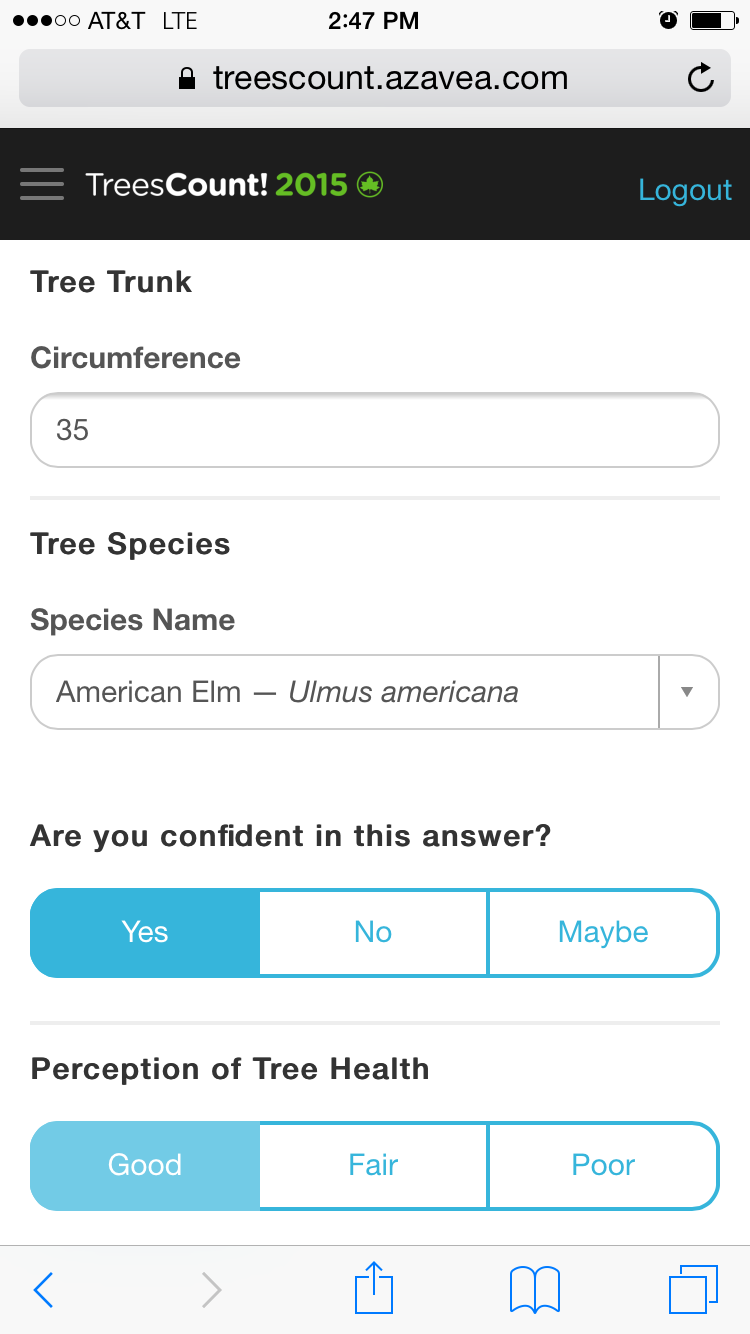 AT&T LTE 2:47 PM
treescount.azavea.com
TreesCount! 2015 Logout
Tree Trunk
Circumference
35
Tree Species
Species Name
American Elm — Ulmus americana
Are you confident in this answer?
Yes No Maybe
Perception of Tree Health
Good Fair Poor